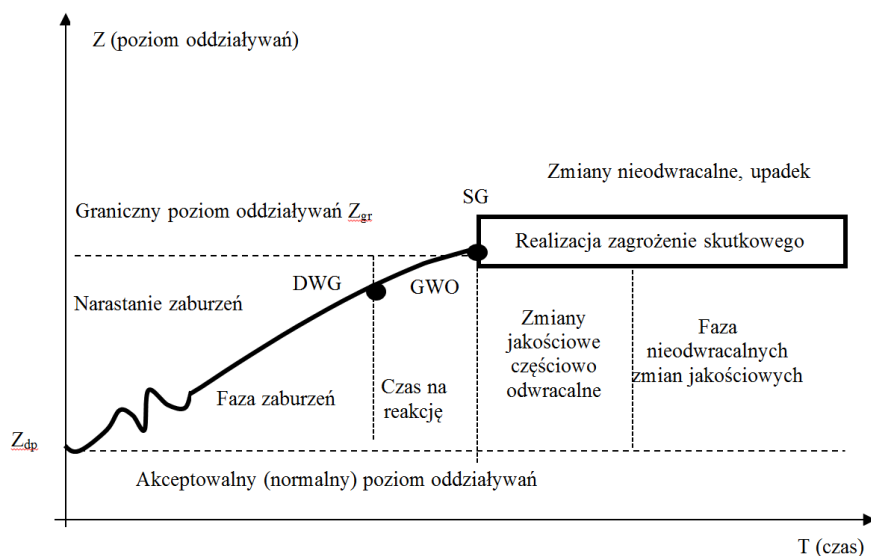 Z (poziom oddziaływań)
Zmiany nieodwracalne, upadek
SG
Graniczny poziom oddziaływań Zgr
Realizacja zagrożenie skutkowego
DWG
GWO
Narastanie zaburzeń
Zmiany
jakościowe
częściowo
odwracalne
Faza
nieodwracalnych
zmian jakościowych
Faza zaburzeń
Czas na
reakcję
Zdp
Akceptowalny (normalny) poziom oddziaływań
T (czas)